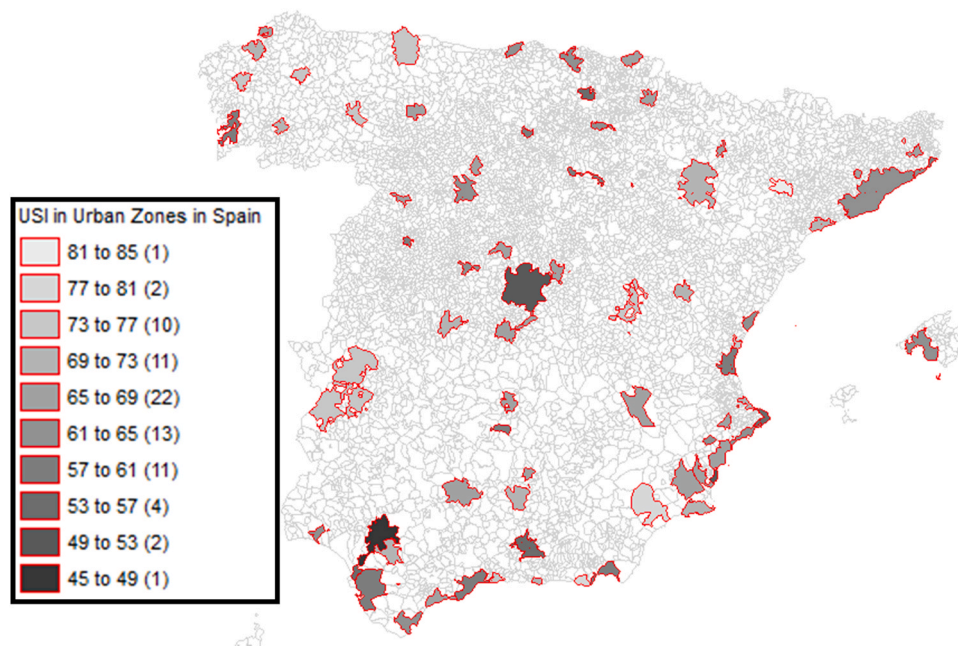 USI in Urban Zones in Spain
81 to 85 (1)
77 to 81 (2)
73 to 77 (10)
69 to 73 (11)
65 to 69 (22)
61 to 65 (13)
57 to 61 (11)
53 to 57 (4)
49 to 53 (2)
45 to 49 (1)